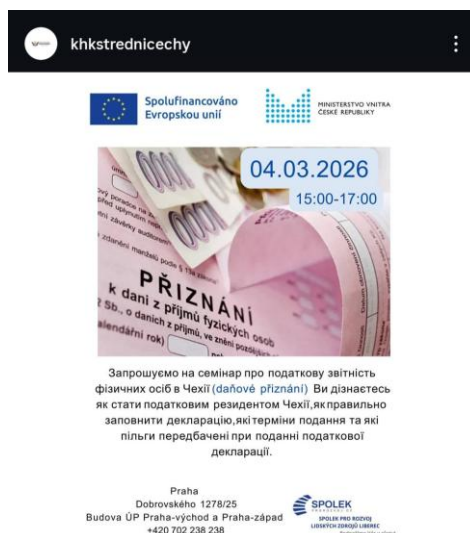 khkstrednicechy
Spolufinancováno
Evropskou unií
MINISTERSTVO VNITRA
ČESKÉ REPUBLIKY
04.03.2026
15:00-17:00
PŘIZNÁNÍ
k dani z příjmů fyzických osob
o daních z příjmů, ve znění pozdějších
kalendářní rok)
Запрошуємо на семінар про податкову звітність
фізичних осіб в Чехії (daňové přiznání) Ви дізнаєтесь
як стати податковим резидентом Чехії,як правильно
заповнити декларацію,які терміни подання та які
пільги передбачені при поданні податкової
декларації.
Praha
Dobrovského 1278/25
Budova ÚP Praha-východ a Praha-západ
+420 702 238 238
SPOLEK
SPOLEK PRO ROZVOJ
LIDSKÝCH ZDROJŮ LIBEREC